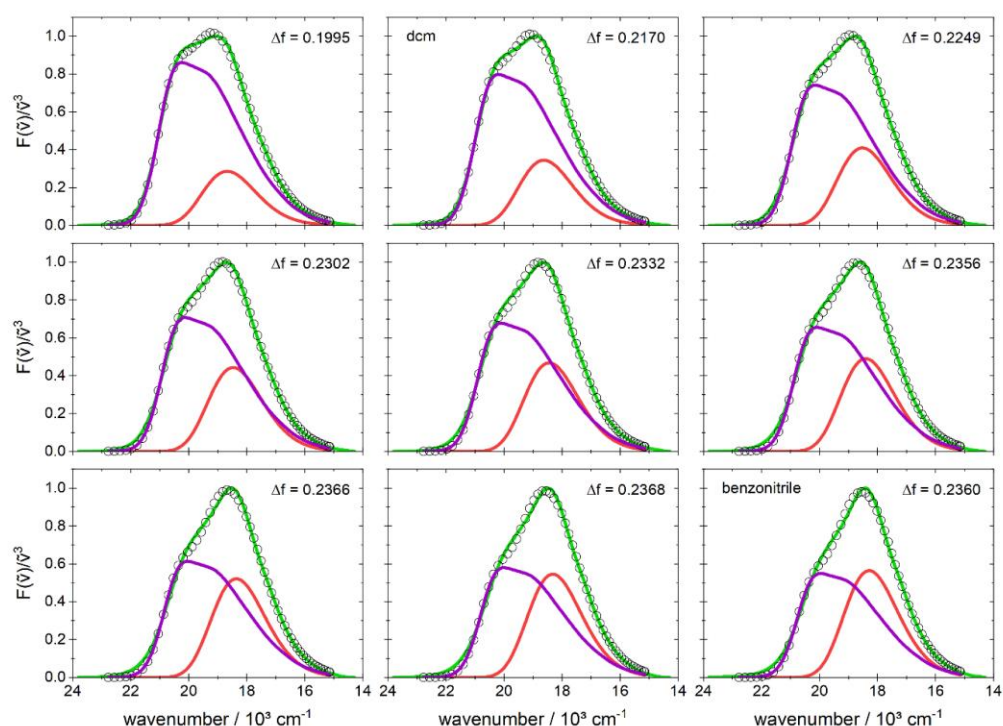 Δf = 0.1995
dcm
Δf = 0.2170
Δf = 0.2249
1.0
0.8
0.6
0.4
0.2
0.0
F(ṽ)/ṽ³
Δf = 0.2302
Δf = 0.2332
Δf = 0.2356
1.0
0.8
0.6
0.4
0.2
0.0
F(ṽ)/ṽ³
Δf = 0.2366
Δf = 0.2368
benzonitrile
Δf = 0.2360
1.0
0.8
0.6
0.4
0.2
0.0
F(ṽ)/ṽ³
24 22 20 18 16 14
24 22 20 18 16 14
24 22 20 18 16 14
wavenumber / 10³ cm⁻¹
wavenumber / 10³ cm⁻¹
wavenumber / 10³ cm⁻¹